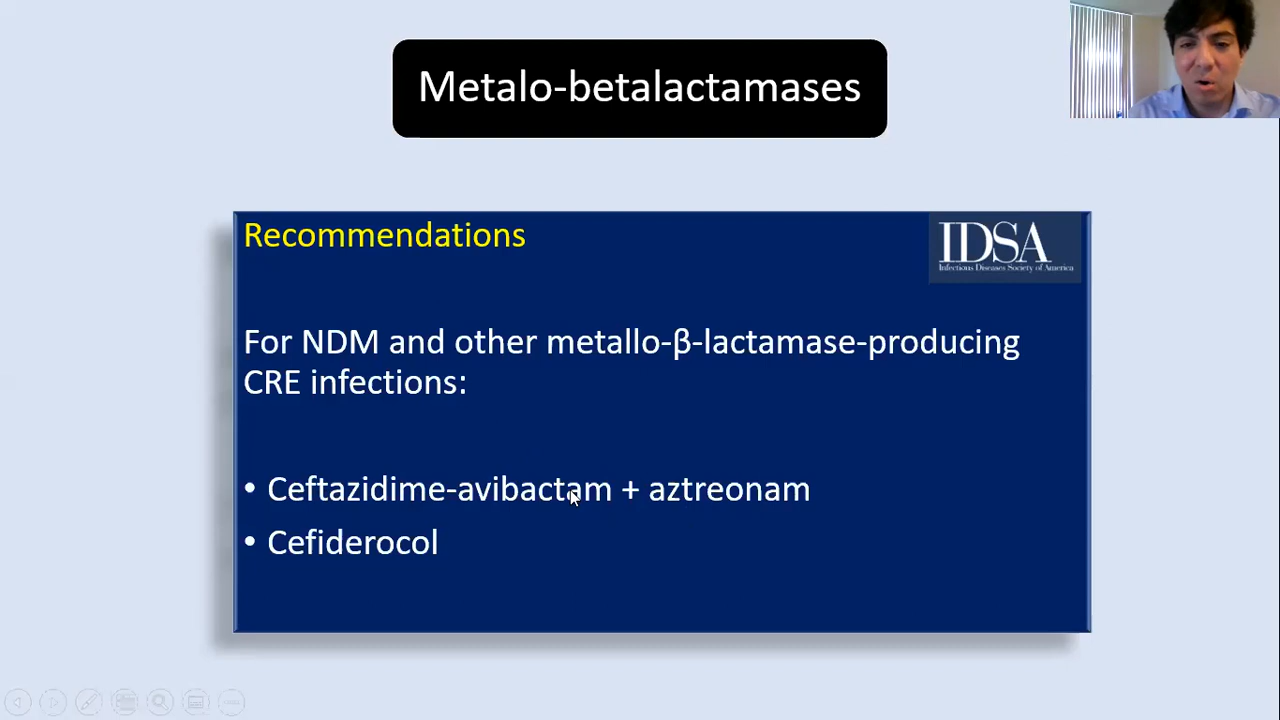 Metalo-betalactamases
Recommendations
IDSA
Infectious Diseases Society of America
For NDM and other metallo-β-lactamase-producing
CRE infections:
• Ceftazidime-avibactam + aztreonam
• Cefiderocol